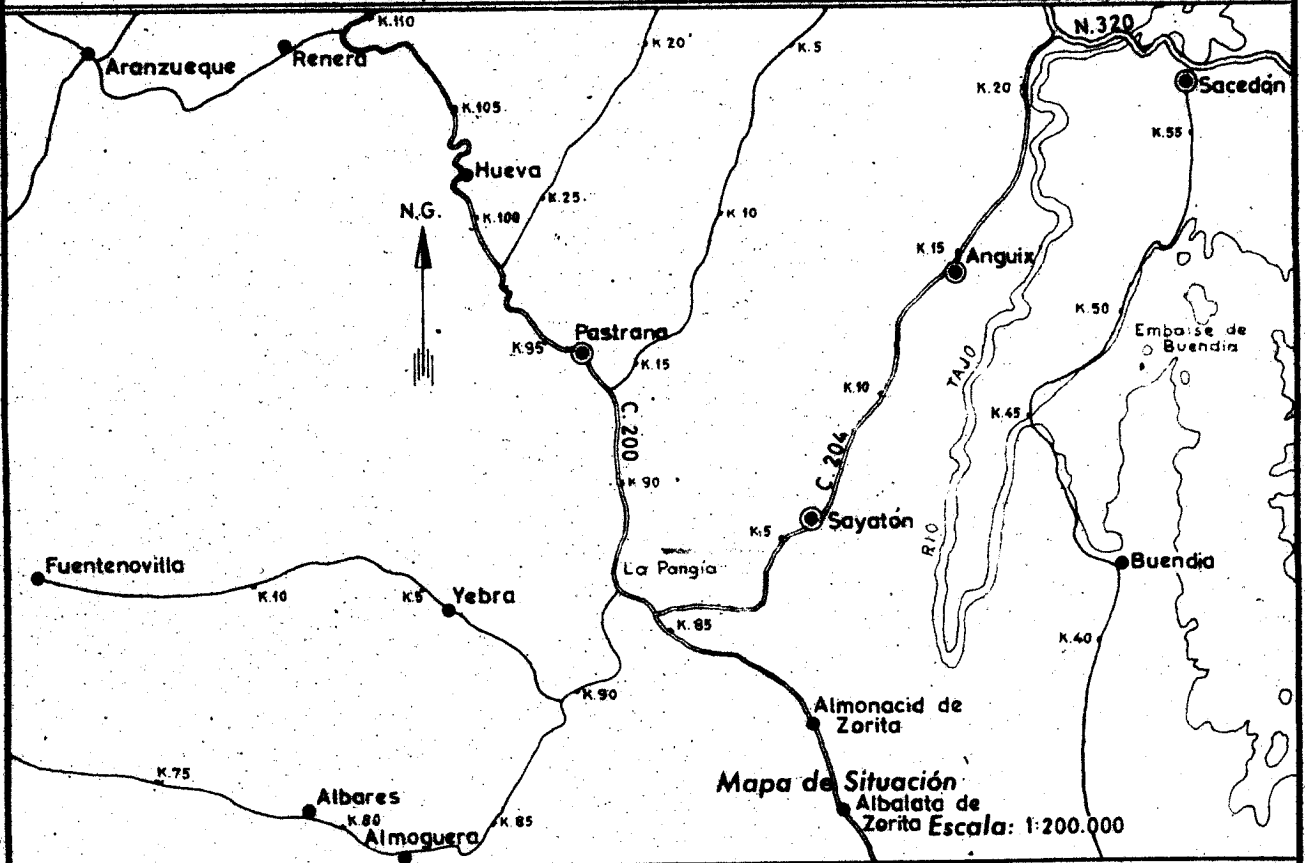 K.110
N.320
Renera
K 20
K.5
Aranzueque
K.20
Sacedón
K.105
K.55
Hueva
K.25
N.G.
K.100
K 10
K.15
Anguix
K.50
Embalse de
Buendia
Pastrana
K.95
K.15
TAJO
K.10
K.45
C.200
C.204
K 90
Sayatón
K.5
RIO
La Pangía
Buendia
Fuentenovilla
K.10
K.5
Yebra
K.85
K.40
K.90
Almonacid de
Zorita
K.75
Mapa de Situación
Albares
Albalata de
K.80
Zorita
Escala: 1:200.000
K.85
Almoguera